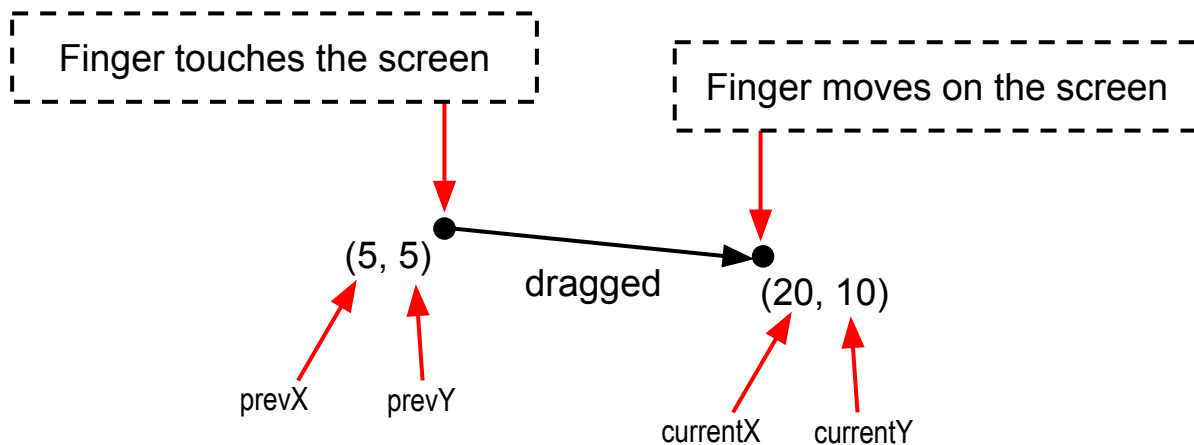 Finger touches the screen
Finger moves on the screen
(5, 5)
dragged
(20, 10)
prevX
prevY
currentX
currentY